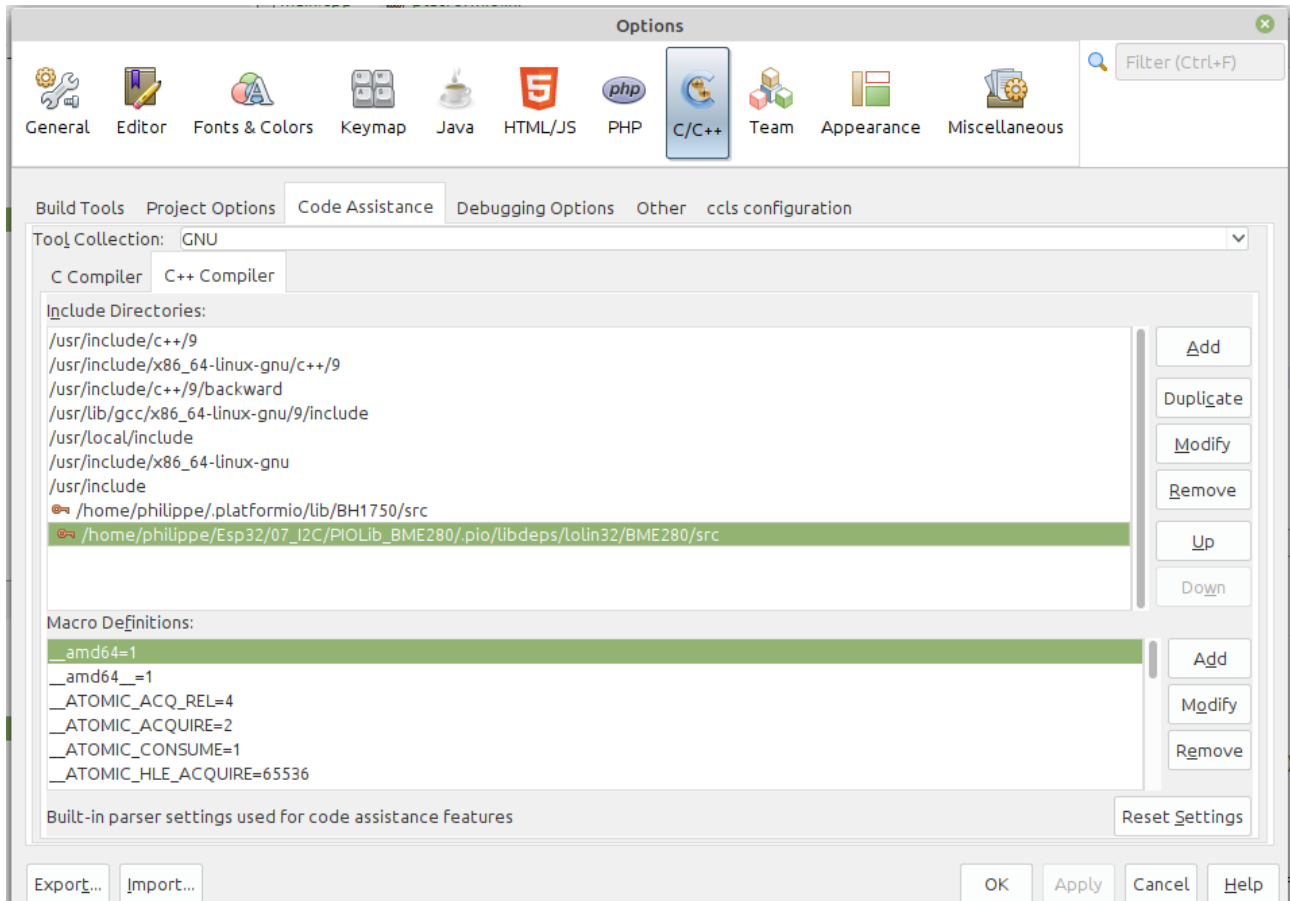 Options
Filter (Ctrl+F)
General Editor Fonts & Colors Keymap Java HTML/JS PHP C/C++ Team Appearance Miscellaneous
Build Tools Project Options Code Assistance Debugging Options Other ccls configuration
Tool Collection: GNU
C Compiler C++ Compiler
Include Directories:
/usr/include/c++/9
/usr/include/x86_64-linux-gnu/c++/9
/usr/include/c++/9/backward
/usr/lib/gcc/x86_64-linux-gnu/9/include
/usr/local/include
/usr/include/x86_64-linux-gnu
/usr/include
/home/philippe/.platformio/lib/BH1750/src
/home/philippe/Esp32/07_I2C/PIOLib_BME280/.pio/libdeps/lolin32/BME280/src
Add
Duplicate
Modify
Remove
Up
Down
Macro Definitions:
__amd64=1
__amd64__=1
__ATOMIC_ACQ_REL=4
__ATOMIC_ACQUIRE=2
__ATOMIC_CONSUME=1
__ATOMIC_HLE_ACQUIRE=65536
Add
Modify
Remove
Built-in parser settings used for code assistance features
Reset Settings
Export... Import... OK Apply Cancel Help